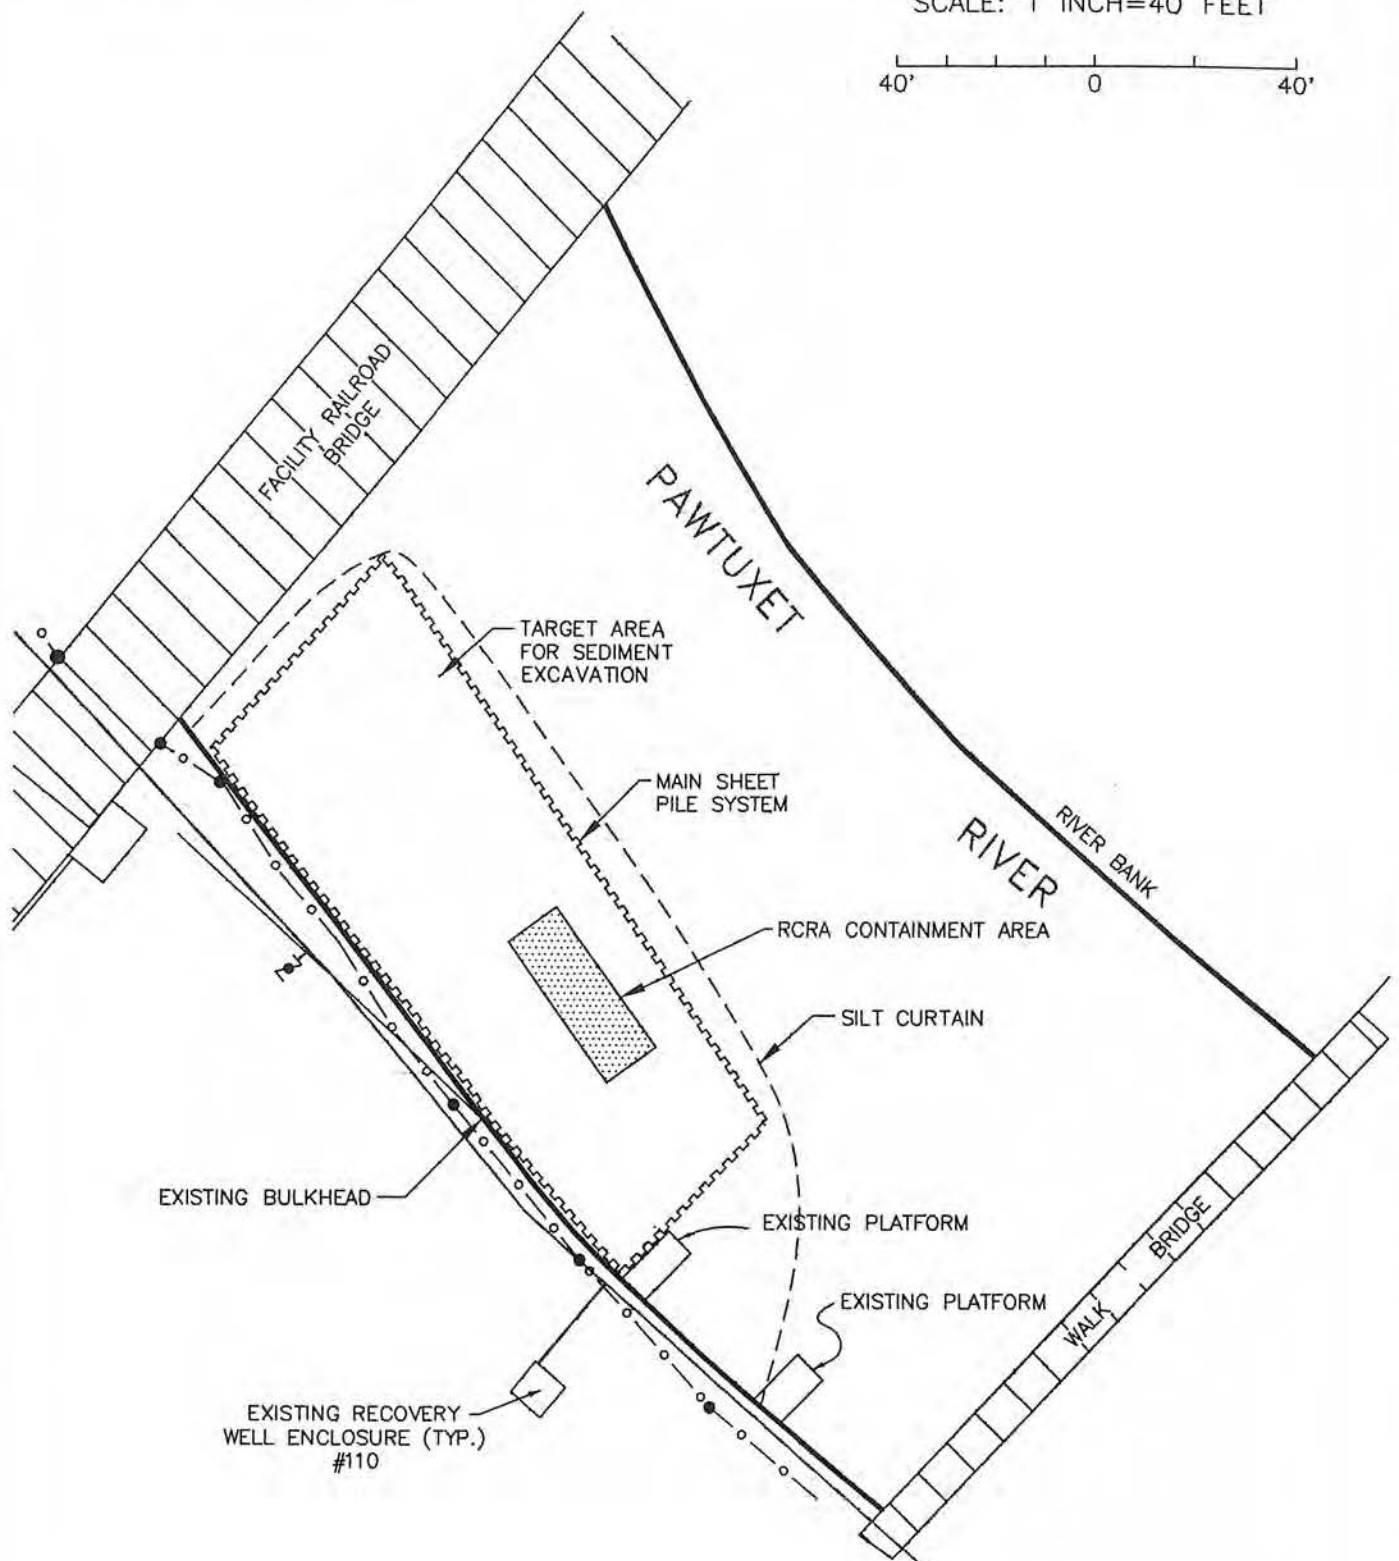 SCALE: 1 INCH=40 FEET
40'
0
40'
FACILITY RAILROAD
BRIDGE
PAWTUXET
RIVER
TARGET AREA
FOR SEDIMENT
EXCAVATION
MAIN SHEET
PILE SYSTEM
RIVER BANK
RCRA CONTAINMENT AREA
SILT CURTAIN
EXISTING BULKHEAD
EXISTING PLATFORM
EXISTING PLATFORM
WALK BRIDGE
EXISTING RECOVERY
WELL ENCLOSURE (TYP.)
#110